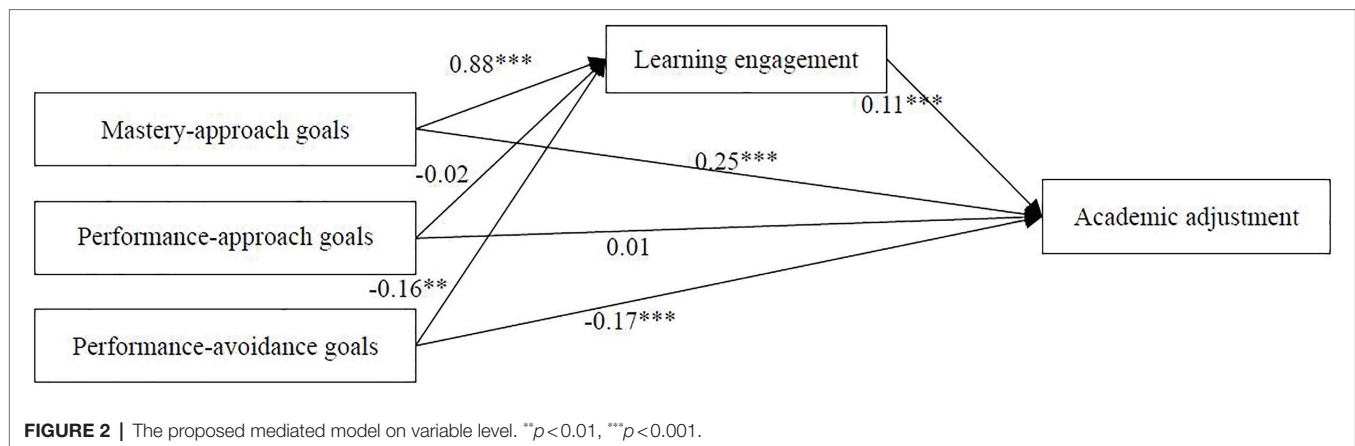 Learning engagement
0.88***
0.11***
Mastery-approach goals
0.25***
-0.02
Academic adjustment
Performance-approach goals
0.01
-0.16**
-0.17***
Performance-avoidance goals
FIGURE 2 | The proposed mediated model on variable level. **p<0.01, ***p<0.001.